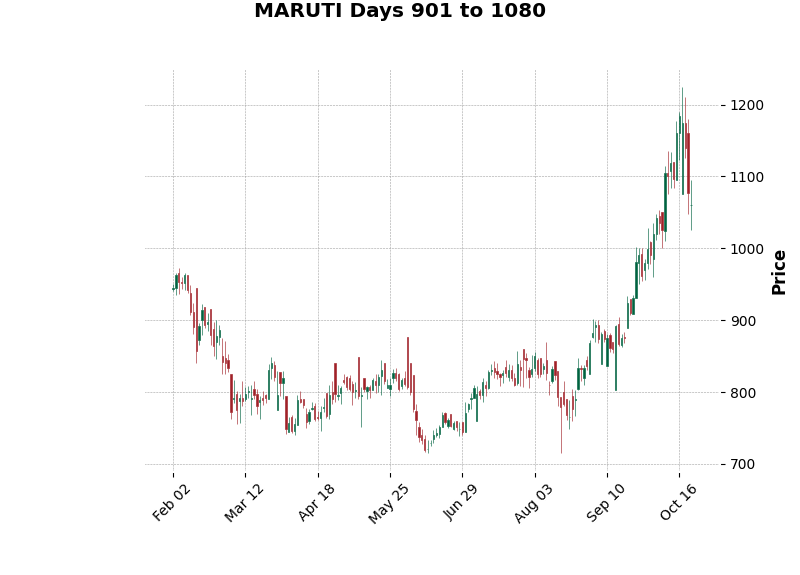 MARUTI Days 901 to 1080
1200
1100
1000
900
800
700
Price
Feb 02
Mar 12
Apr 18
May 25
Jun 29
Aug 03
Sep 10
Oct 16